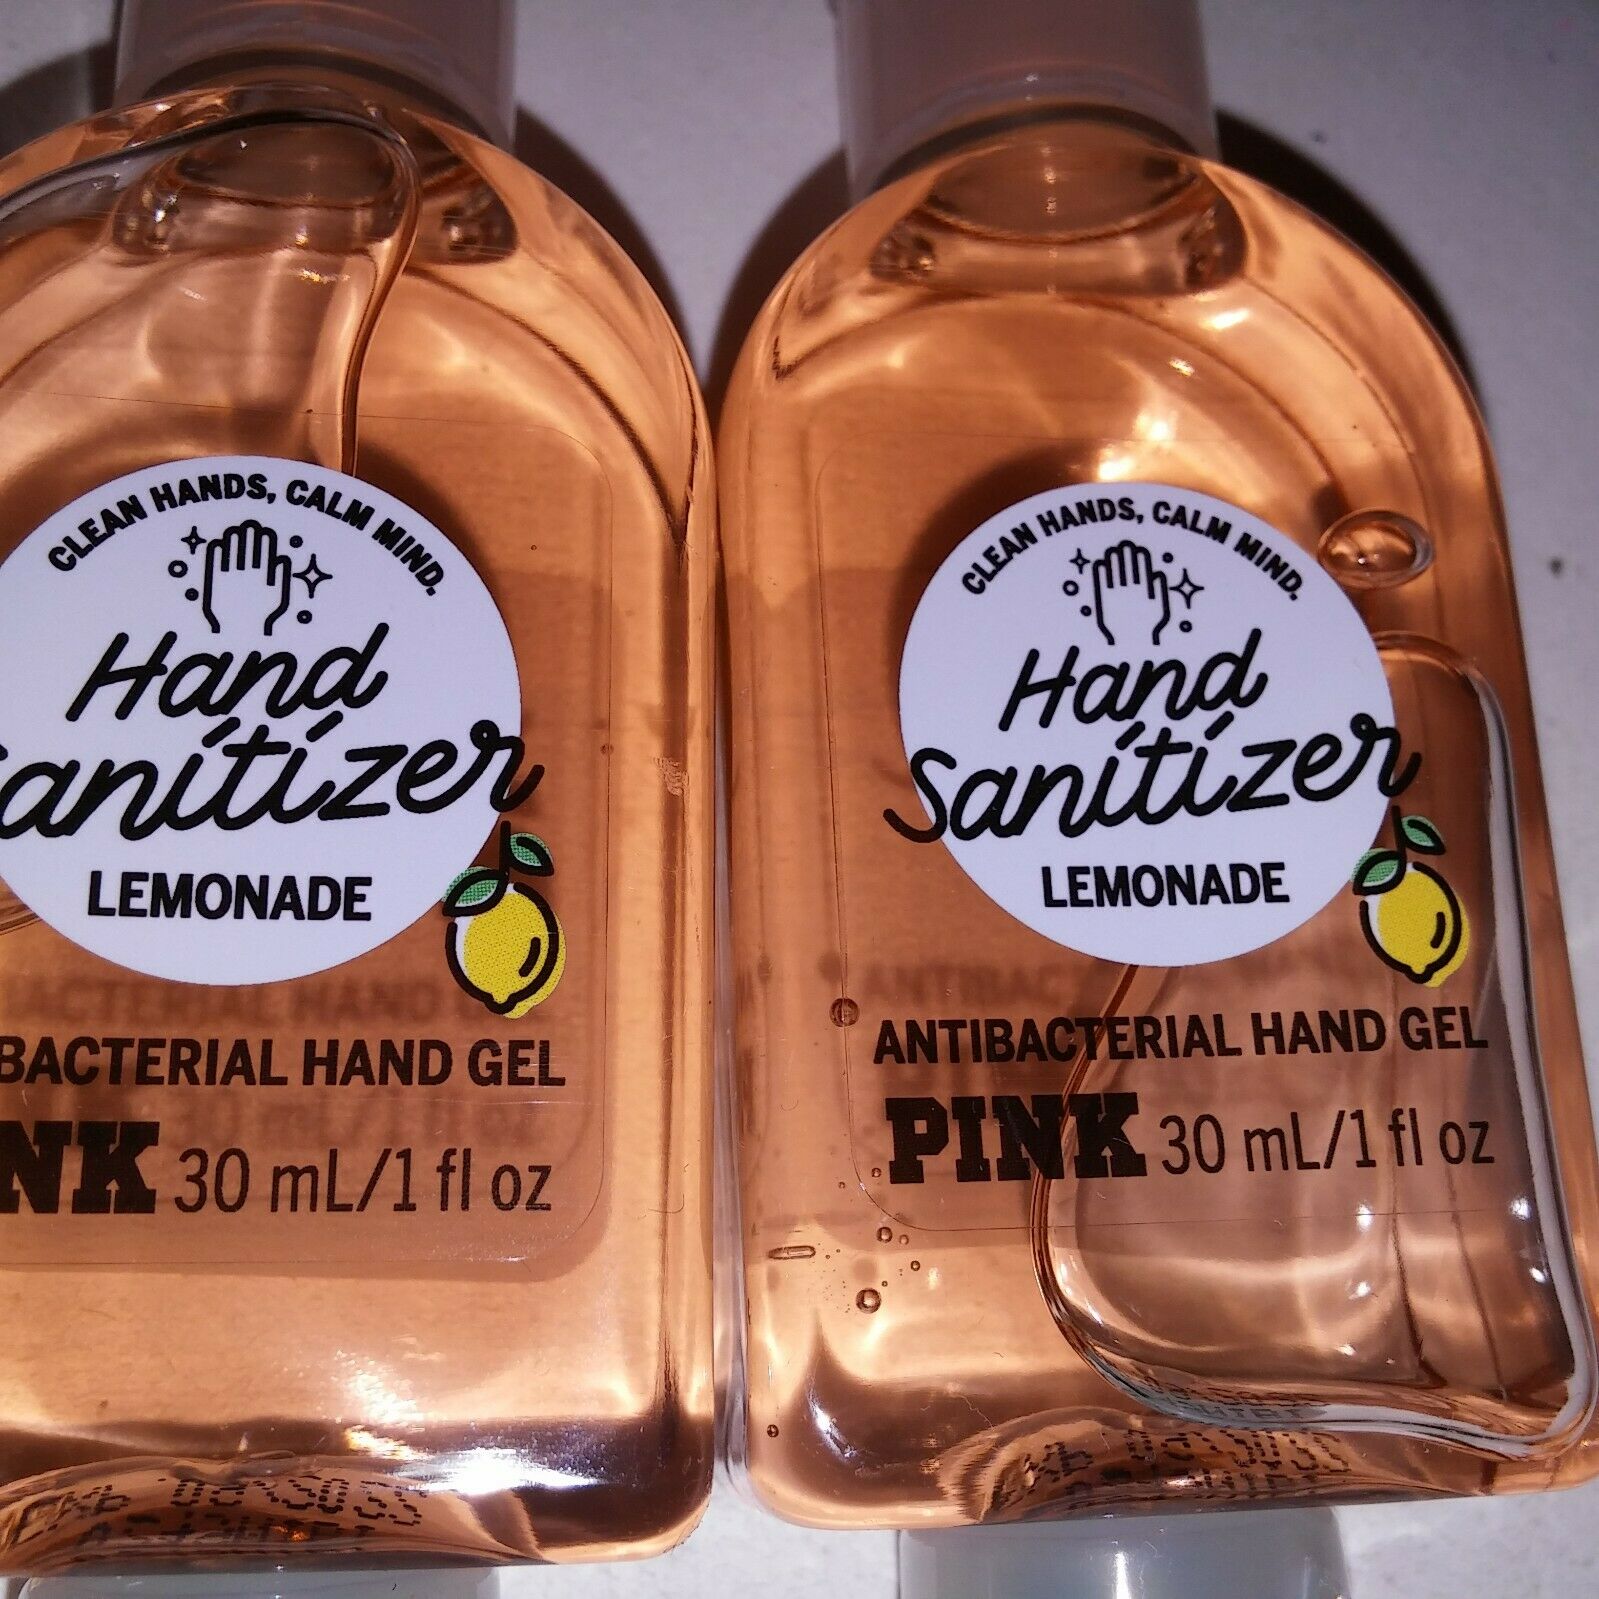 CLEAN HANDS, CALM MIND.
Hand
Sanitizer
LEMONADE
BACTERIAL HAND GEL
NK 30 mL/1 fl oz
CLEAN HANDS, CALM MIND.
Hand
Sanitizer
LEMONADE
ANTIBACTERIAL HAND GEL
PINK 30 mL/1 fl oz